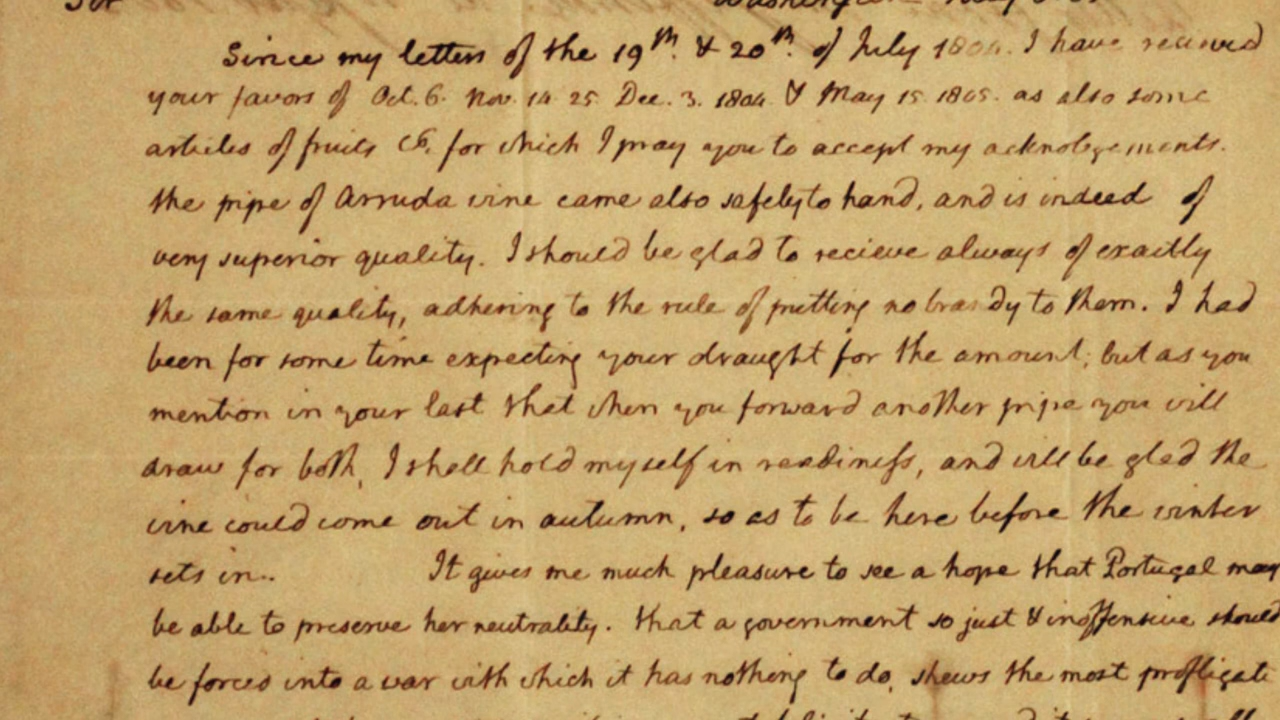 Sir
Since my letters of the 19th. & 20th. of July 1804. I have recieved
your favors of Oct. 6. Nov. 14. 25. Dec. 3. 1804. & May 15. 1805. as also some
articles of fruits &c. for which I pray you to accept my acknolegements.
the pipe of Arruda wine came also safely to hand, and is indeed of
very superior quality. I should be glad to recieve always of exactly
the same quality, adhering to the rule of putting no brandy to them. I had
been for some time expecting your draught for the amount; but as you
mention in your last that when you forward another pipe you will
draw for both, I shall hold myself in readiness, and will be glad the
wine could come out in autumn, so as to be here before the winter
sets in. It gives me much pleasure to see a hope that Portugal may
be able to preserve her neutrality. that a government so just & inoffensive should
be forced into a war with which it has nothing to do, shews the most profligate